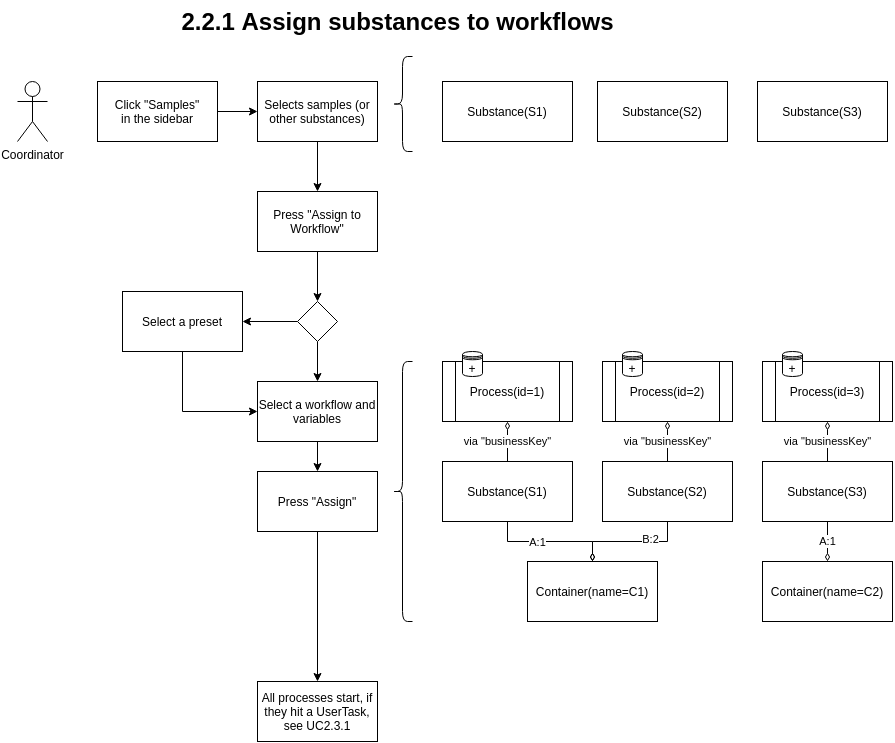 2.2.1 Assign substances to workflows
Coordinator
Click "Samples"
in the sidebar
Selects samples (or
other substances)
Substance(S1)
Substance(S2)
Substance(S3)
Press "Assign to
Workflow"
Select a preset
Select a workflow and
variables
Press "Assign"
+
Process(id=1)
+
Process(id=2)
+
Process(id=3)
via "businessKey"
via "businessKey"
via "businessKey"
Substance(S1)
Substance(S2)
Substance(S3)
A:1
B:2
A:1
Container(name=C1)
Container(name=C2)
All processes start, if
they hit a UserTask,
see UC2.3.1